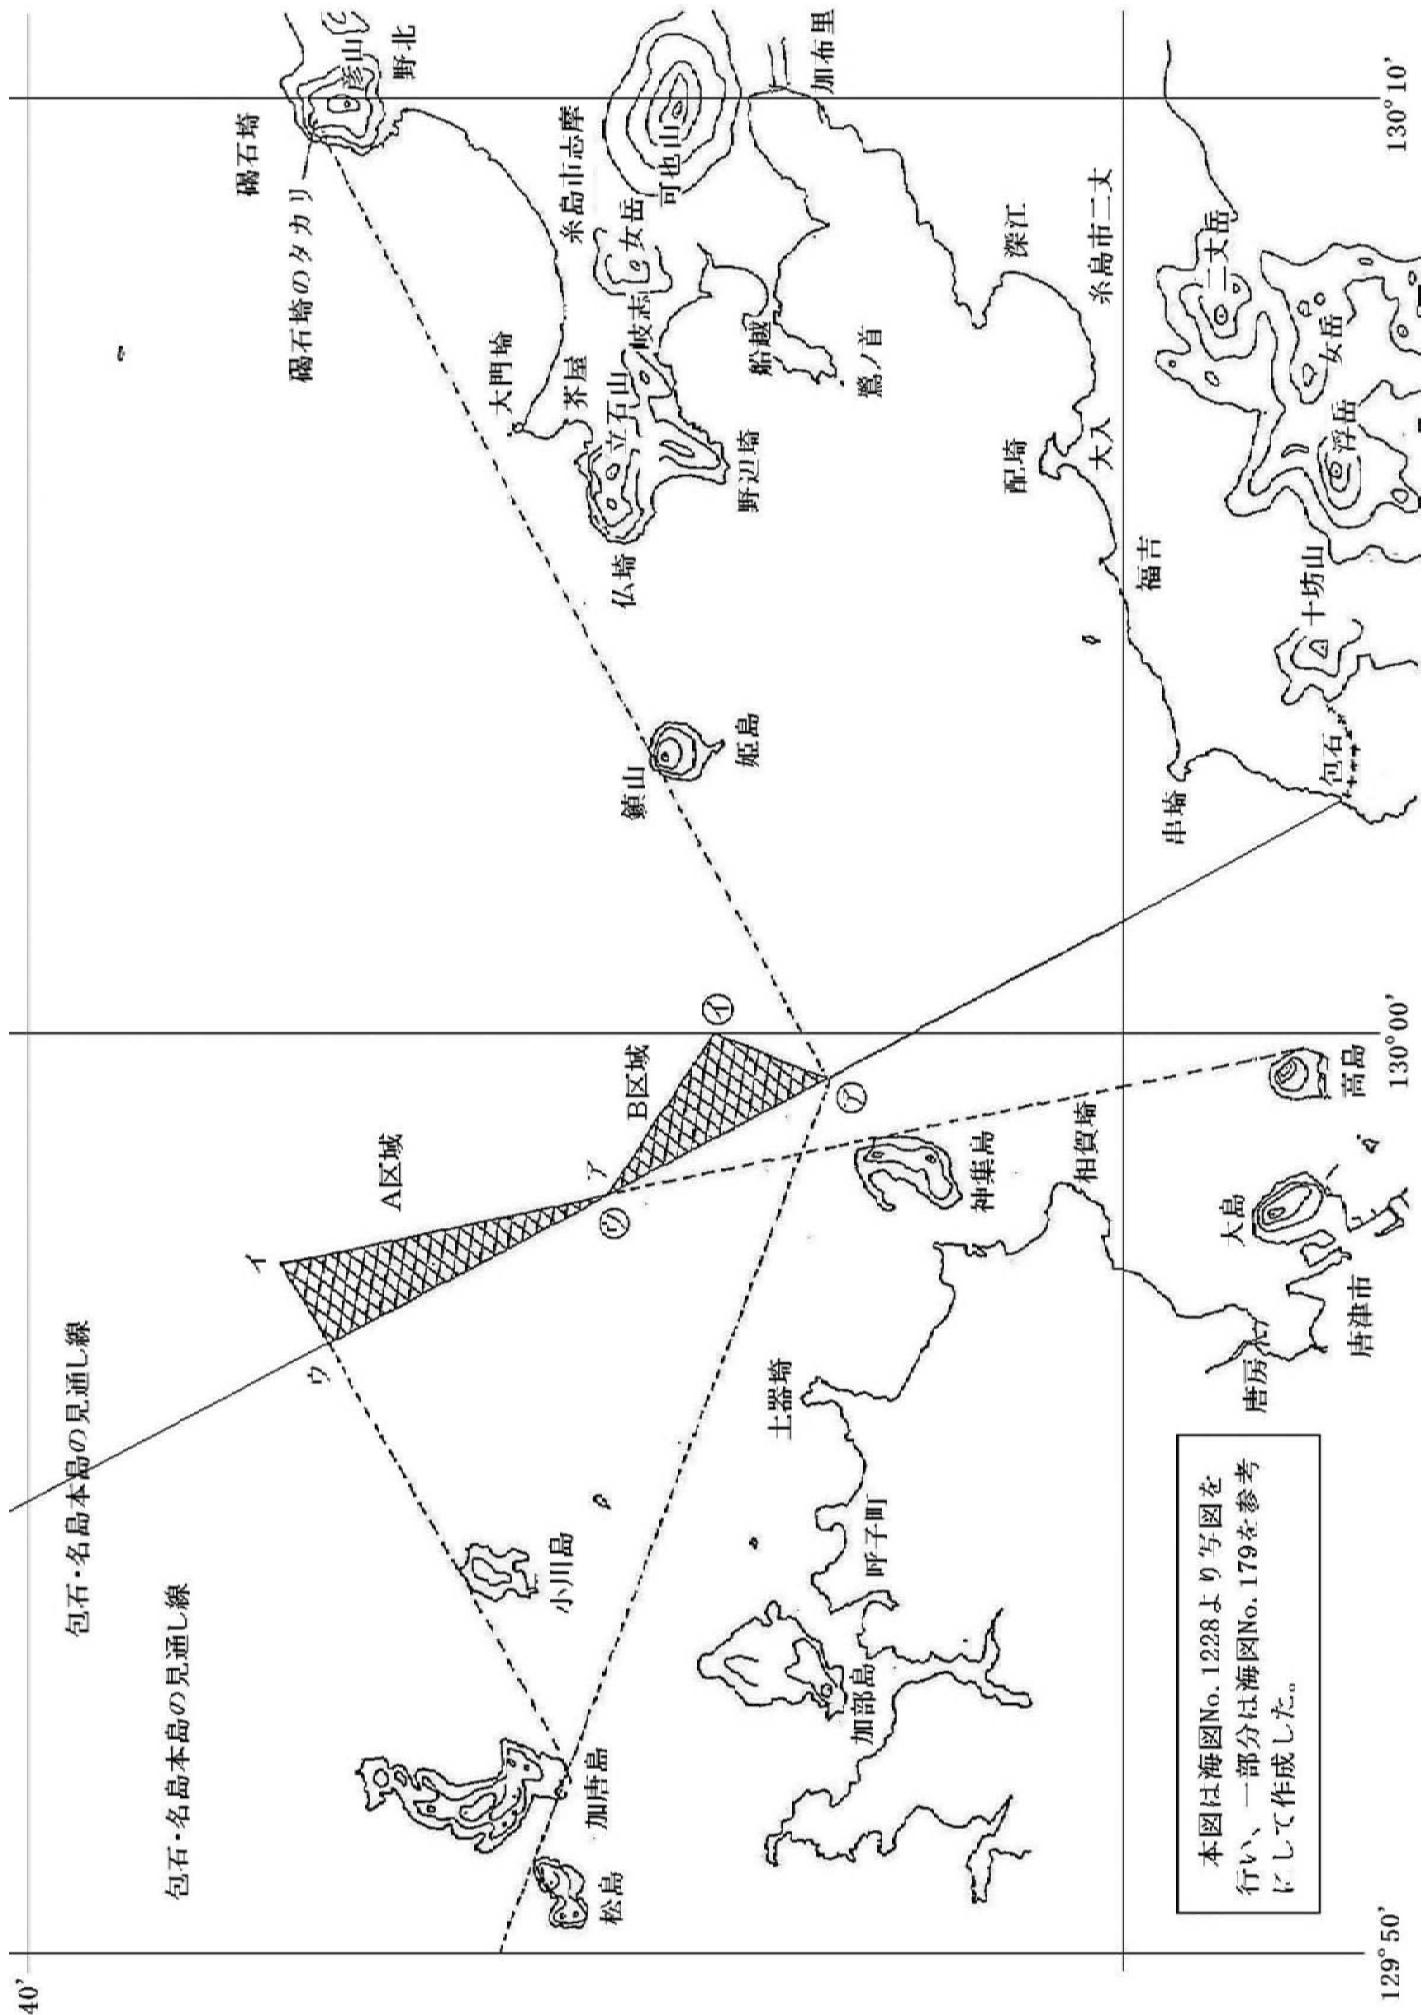 40'
包石・名島本島の見通し線
包石・名島本島の見通し線
碣石埼
碣石埼のタカリ
彦山
野北
大門埼
芥屋
糸島市志摩
可也山
加布里
女岳
岐志
立石山
仏埼
野辺埼
船越
鷺ノ首
鎮山
姫島
深江
糸島市二丈
配埼
大入
福吉
二丈岳
女岳
浮岳
十坊山
串埼
包石
A区域
イ
ウ
ア
B区域
㋑
㋒
㋐
神集島
相賀埼
高島
大島
唐津市
唐房
土器埼
呼子町
小川島
加部島
加唐島
松島
本図は海図No.1228より写図を
行い、一部分は海図No.179を参考
にして作成した。
129°50'
130°00'
130°10'